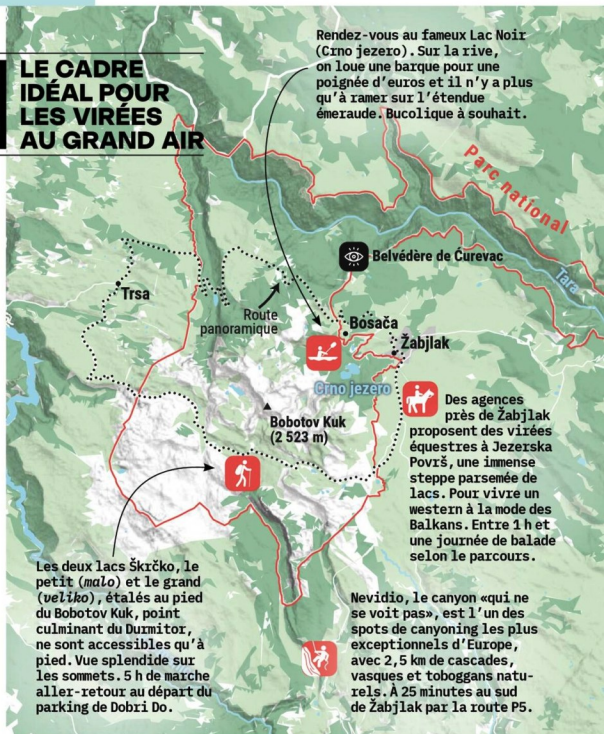 LE CADRE
IDÉAL POUR
LES VIRÉES
AU GRAND AIR
Rendez-vous au fameux Lac Noir
(Crno jezero). Sur la rive,
on loue une barque pour une
poignée d'euros et il n'y a plus
qu'à ramer sur l'étendue
émeraude. Bucolique à souhait.
Parc national
Belvédère de Ćurevac
Tara
Trsa
Route
panoramique
Bosača
Žabjlak
Crno jezero
Bobotov Kuk
(2 523 m)
Des agences
près de Žabjlak
proposent des virées
équestres à Jezerska
Površ, une immense
steppe parsemée de
lacs. Pour vivre un
western à la mode des
Balkans. Entre 1 h et
une journée de balade
selon le parcours.
Les deux lacs Škrčko, le
petit (malo) et le grand
(veliko), étalés au pied
du Bobotov Kuk, point
culminant du Durmitor,
ne sont accessibles qu'à
pied. Vue splendide sur
les sommets. 5 h de marche
aller-retour au départ du
parking de Dobri Do.
Nevidio, le canyon «qui ne
se voit pas», est l'un des
spots de canyoning les plus
exceptionnels d'Europe,
avec 2,5 km de cascades,
vasques et toboggans natu-
rels. À 25 minutes au sud
de Žabjlak par la route P5.